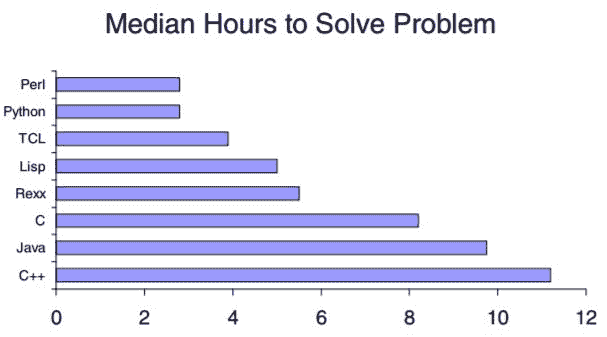 Median Hours to Solve Problem
Perl
Python
TCL
Lisp
Rexx
C
Java
C++
0 2 4 6 8 10 12